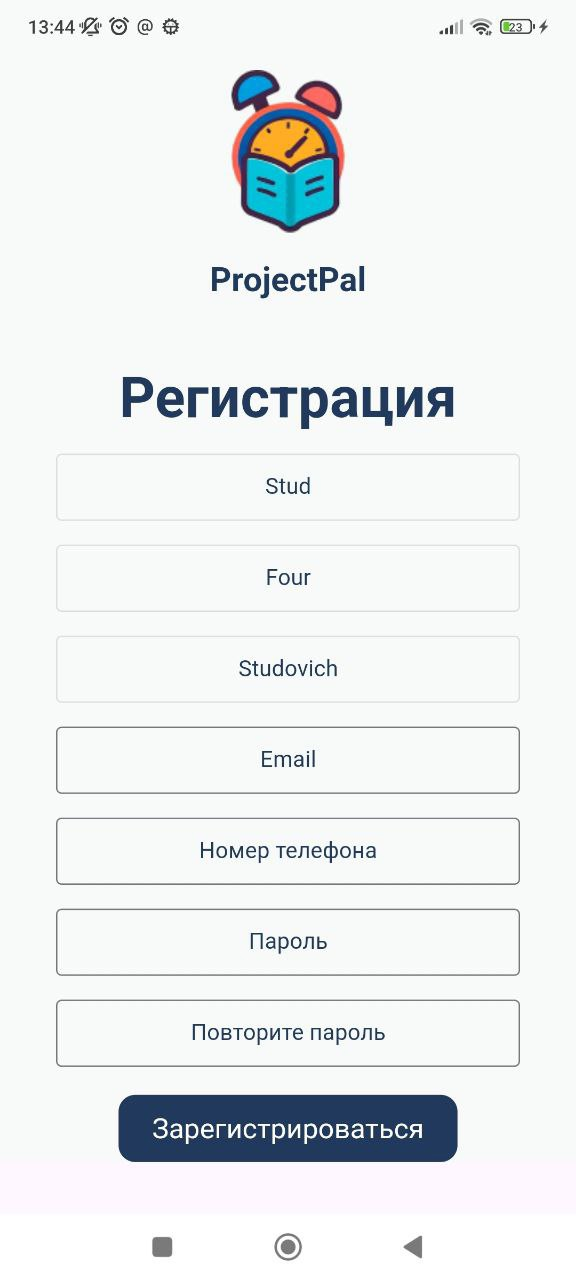 13:44 @ 23
ProjectPal
Регистрация
Stud
Four
Studovich
Email
Номер телефона
Пароль
Повторите пароль
Зарегистрироваться